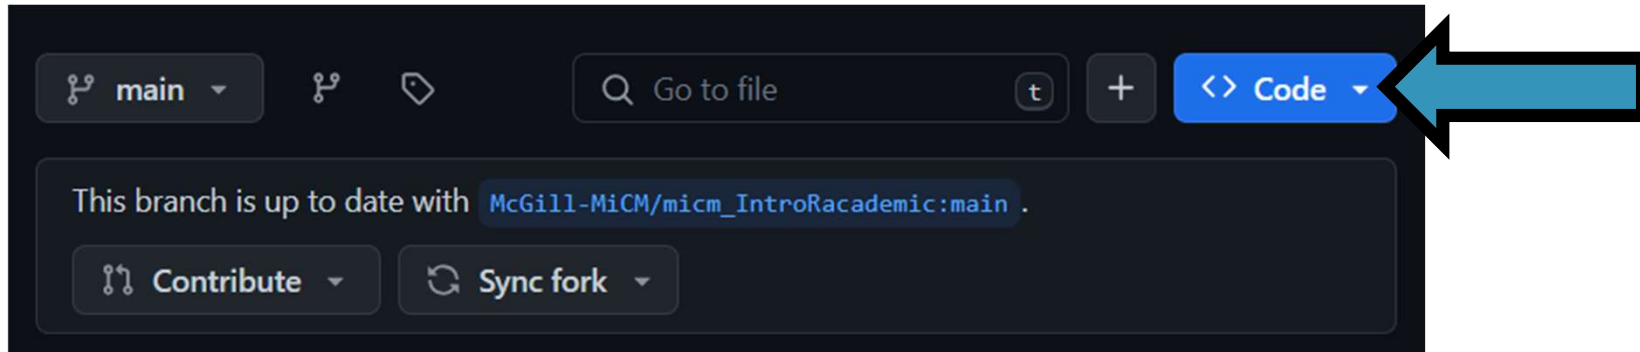 main
Go to file
t
+
<> Code
This branch is up to date with McGill-MiCM/micm_IntroRacademic:main .
Contribute
Sync fork